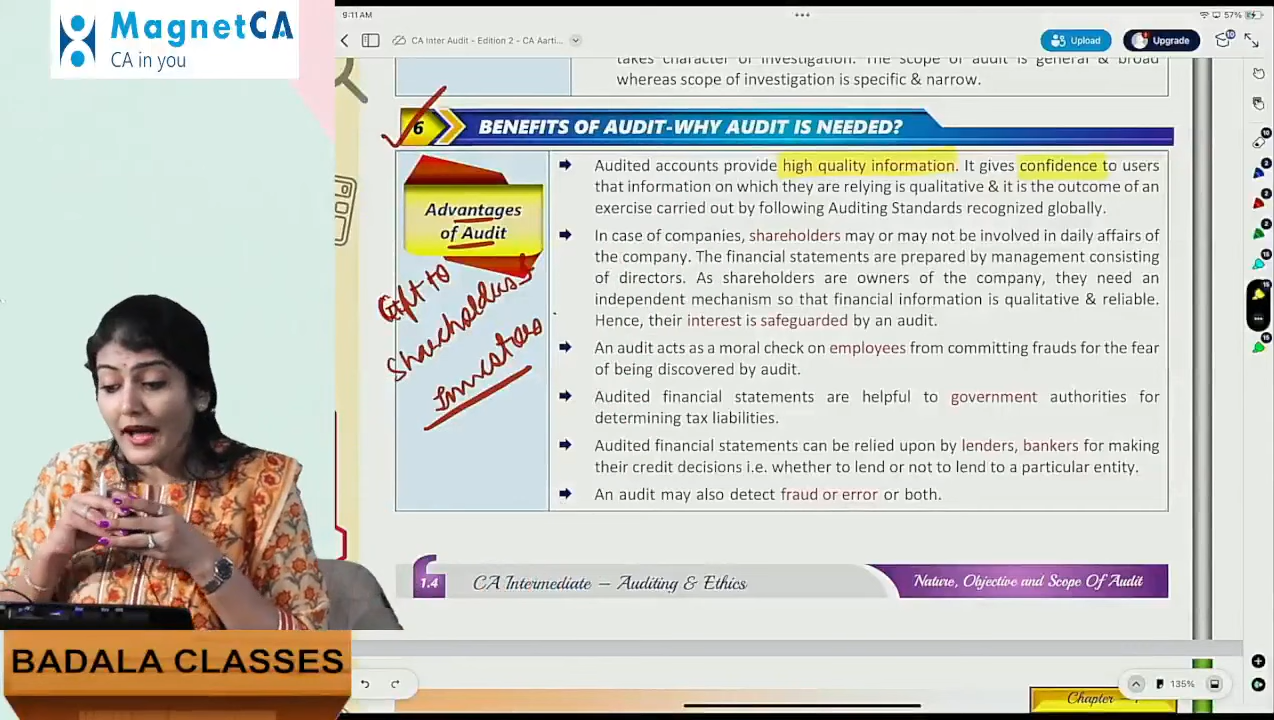 MagnetCA
CA in you
9:11 AM
57%
CA Inter Audit - Edition 2 - CA Aarti...
Upload
Upgrade
takes character of investigation. The scope of audit is general & broad
whereas scope of investigation is specific & narrow.
6
BENEFITS OF AUDIT-WHY AUDIT IS NEEDED?
Advantages
of Audit
Gift to
Shareholders &
Investors
Audited accounts provide high quality information. It gives confidence to users
that information on which they are relying is qualitative & it is the outcome of an
exercise carried out by following Auditing Standards recognized globally.
In case of companies, shareholders may or may not be involved in daily affairs of
the company. The financial statements are prepared by management consisting
of directors. As shareholders are owners of the company, they need an
independent mechanism so that financial information is qualitative & reliable.
Hence, their interest is safeguarded by an audit.
An audit acts as a moral check on employees from committing frauds for the fear
of being discovered by audit.
Audited financial statements are helpful to government authorities for
determining tax liabilities.
Audited financial statements can be relied upon by lenders, bankers for making
their credit decisions i.e. whether to lend or not to lend to a particular entity.
An audit may also detect fraud or error or both.
1.4
CA Intermediate – Auditing & Ethics
Nature, Objective and Scope Of Audit
BADALA CLASSES
135%
Chapter – 1